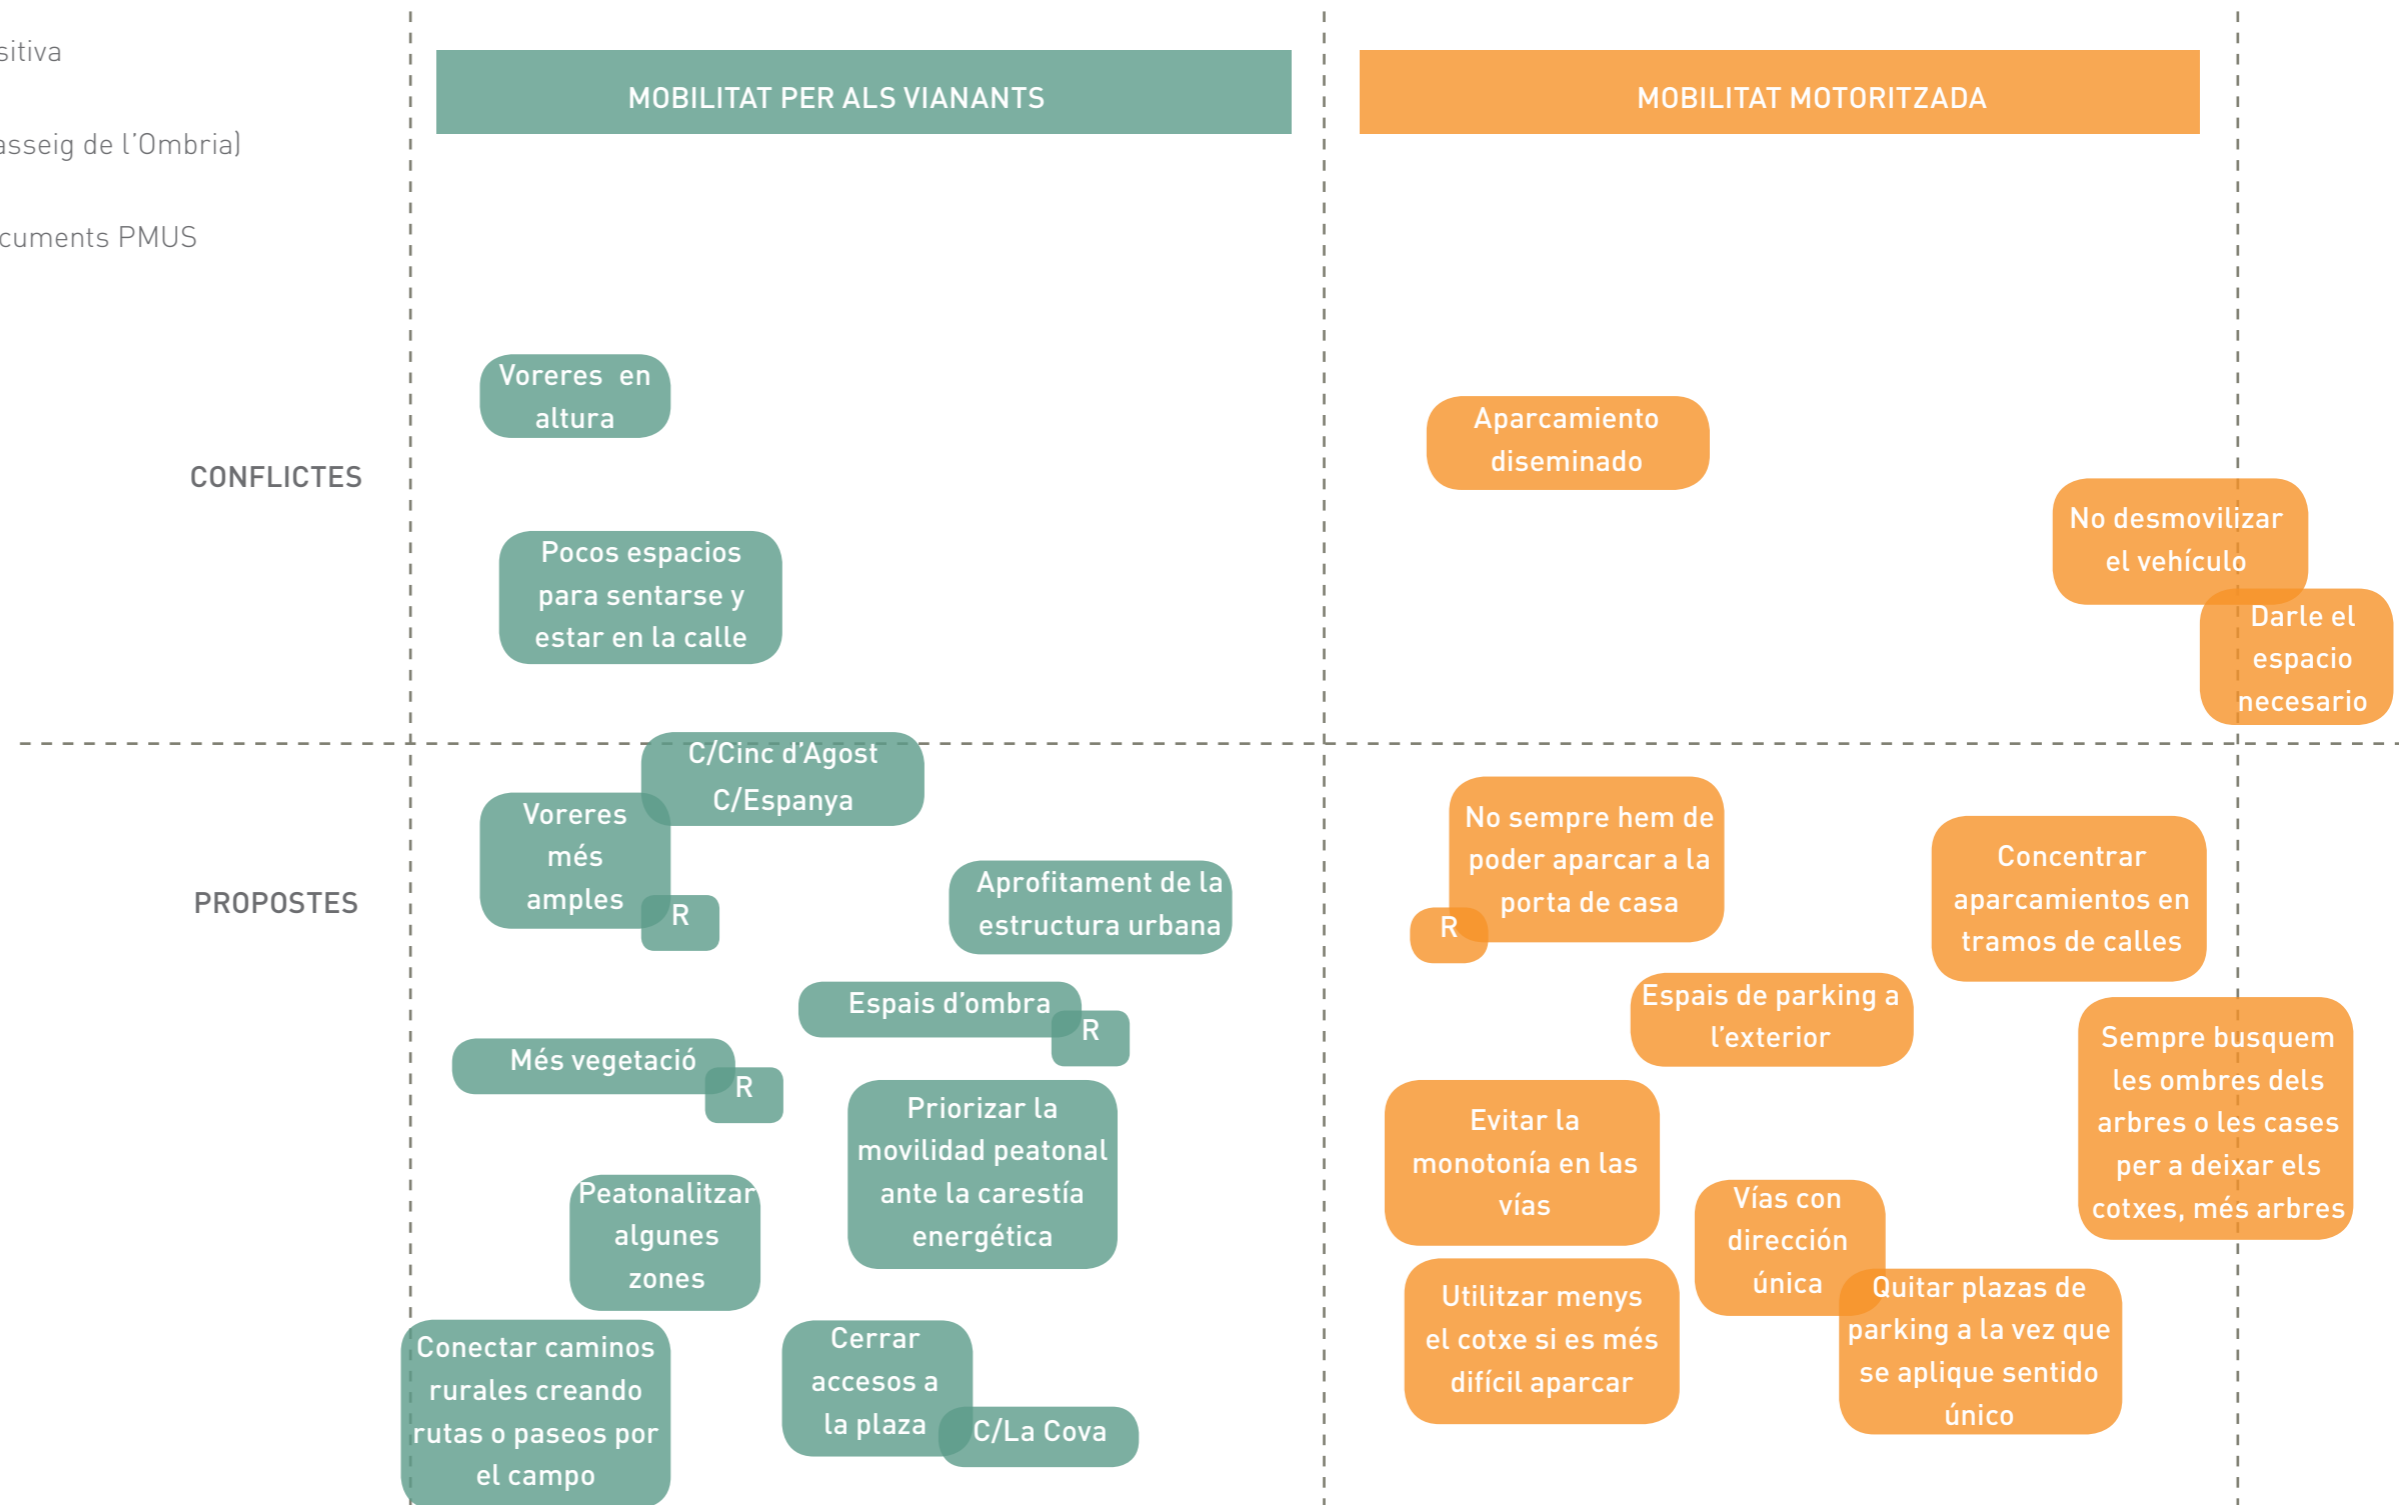 sitiva
asseig de l'Ombria)
cuments PMUS
MOBILITAT PER ALS VIANANTS
MOBILITAT MOTORITZADA
CONFLICTES
Voreres en
altura
Pocos espacios
para sentarse y
estar en la calle
Aparcamiento
diseminado
No desmovilizar
el vehículo
Darle el
espacio
necesario
PROPOSTES
C/Cinc d'Agost
C/Espanya
Voreres
més
amples
R
Aprofitament de la
estructura urbana
Espais d'ombra
R
Més vegetació
R
Priorizar la
movilidad peatonal
ante la carestía
energética
Peatonalitzar
algunes
zones
Conectar caminos
rurales creando
rutas o paseos por
el campo
Cerrar
accesos a
la plaza
C/La Cova
No sempre hem de
poder aparcar a la
porta de casa
R
Concentrar
aparcamientos en
tramos de calles
Espais de parking a
l'exterior
Sempre busquem
les ombres dels
arbres o les cases
per a deixar els
cotxes, més arbres
Evitar la
monotonía en las
vías
Vías con
dirección
única
Quitar plazas de
parking a la vez que
se aplique sentido
único
Utilitzar menys
el cotxe si es més
difícil aparcar